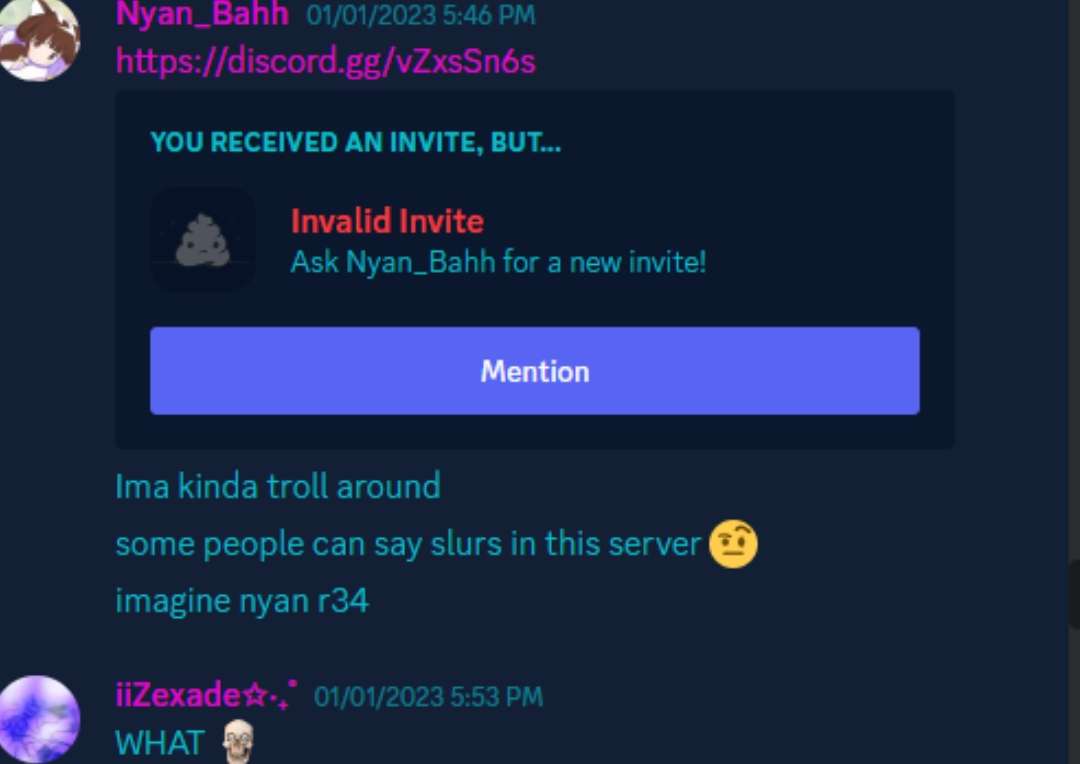 Nyan_Bahh 01/01/2023 5:46 PM
https://discord.gg/vZxsSn6s
YOU RECEIVED AN INVITE, BUT...
Invalid Invite
Ask Nyan_Bahh for a new invite!
Mention
Ima kinda troll around
some people can say slurs in this server 🤨
imagine nyan r34
iiZexade☆·₊˚ 01/01/2023 5:53 PM
WHAT 💀